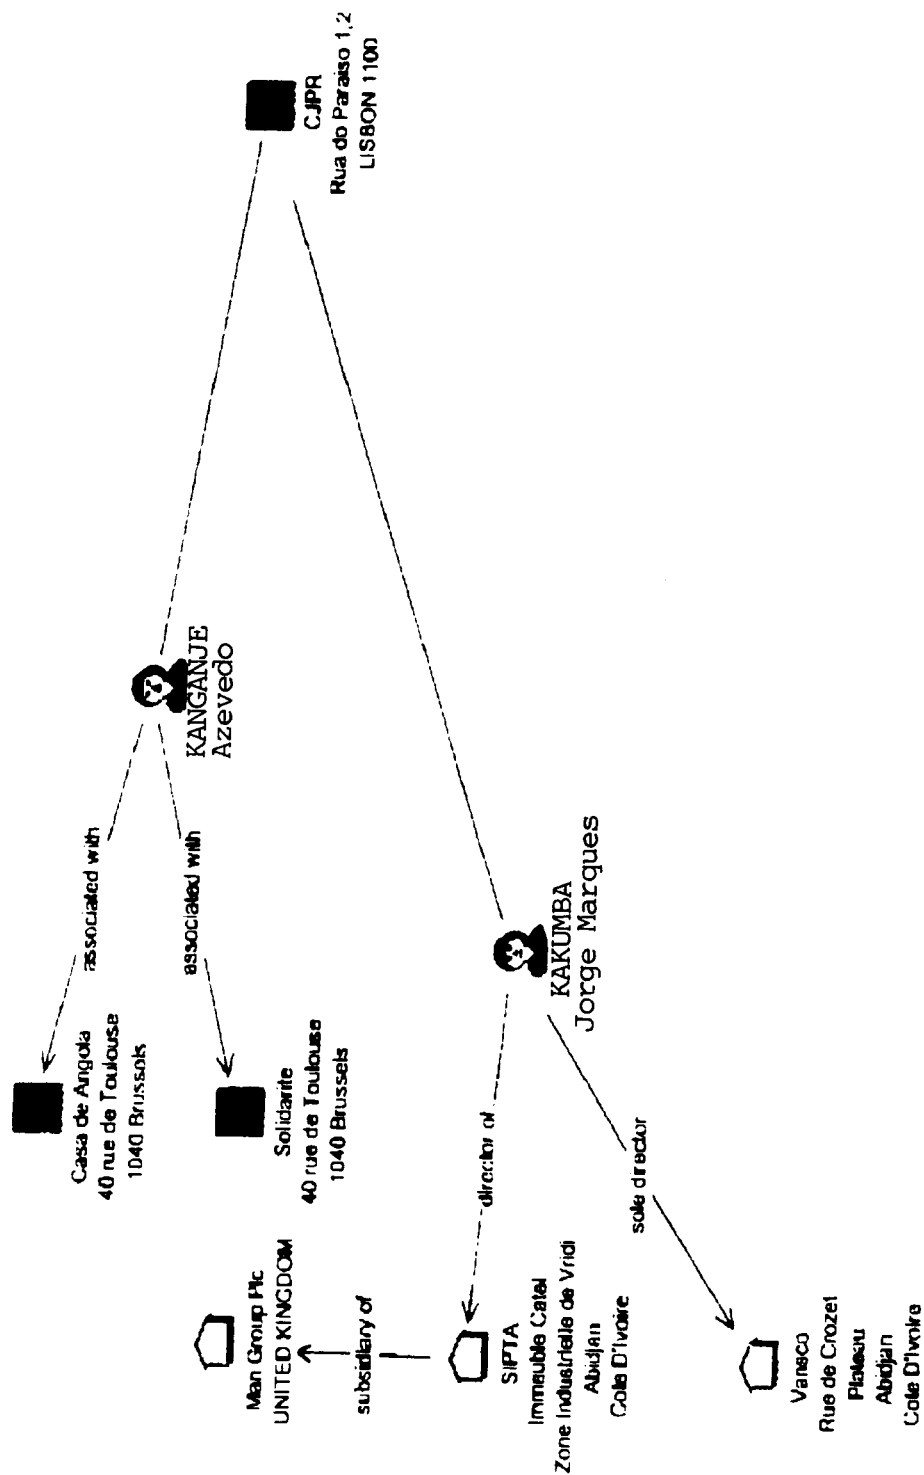 CJPR
Rua do Paraiso 1,2
LISBON 1100
KANGANJE
Azevedo
associated with
associated with
Casa de Angola
40 rue de Toulouse
1040 Brussels
Solidarite
40 rue de Toulouse
1040 Brussels
KAKUMBA
Jorge Marques
director of
sole director
Man Group Plc
UNITED KINGDOM
subsidiary of
SIPTA
Immeuble Catel
Zone Industrielle de Vridi
Abidjan
Cote D'Ivoire
Vansco
Rue de Crozet
Plateau
Abidjan
Cote D'Ivoire